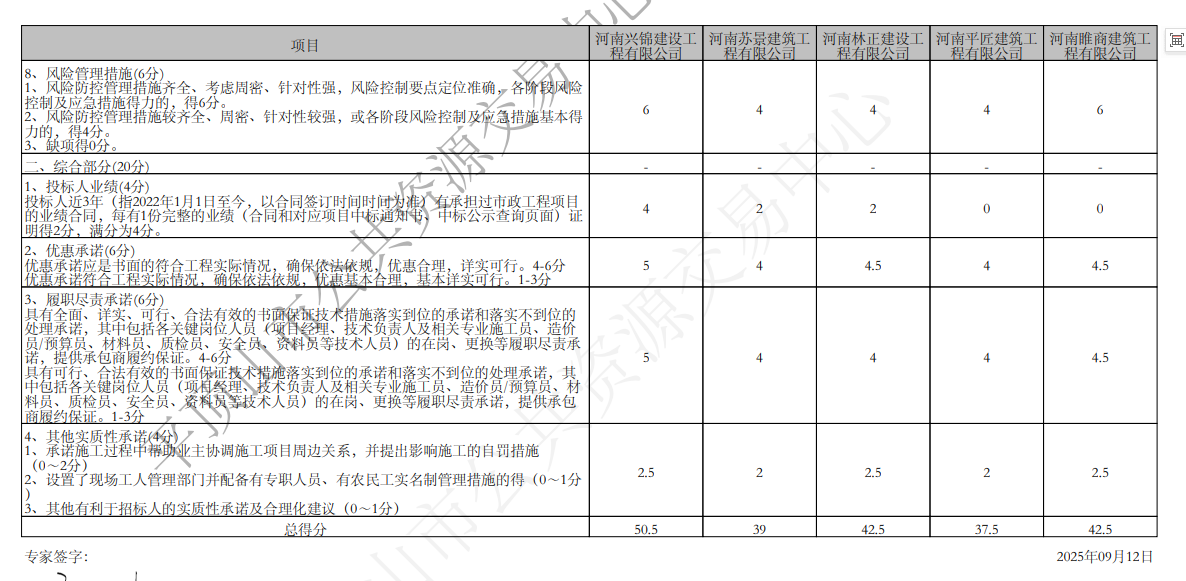 项目 河南兴锦建设工程有限公司 河南苏景建筑工程有限公司 河南林正建设工程有限公司 河南平匠建筑工程有限公司 河南睢商建筑工程有限公司
8、风险管理措施(6分)
1、风险防控管理措施齐全、考虑周密、针对性强，风险控制要点定位准确，各阶段风险
控制及应急措施得力的，得6分。
2、风险防控管理措施较齐全、周密、针对性较强，或各阶段风险控制及应急措施基本得
力的，得4分。
3、缺项得0分。
6 4 4 4 6
二、综合部分(20分) - - - - -
1、投标人业绩(4分)
投标人近3年（指2022年1月1日至今，以合同签订时间时间为准）有承担过市政工程项目
的业绩合同，每有1份完整的业绩（合同和对应项目中标通知书、中标公示查询页面）证
明得2分，满分为4分。
4 2 2 0 0
2、优惠承诺(6分)
优惠承诺应是书面的符合工程实际情况，确保依法依规，优惠合理，详实可行。4-6分
优惠承诺符合工程实际情况，确保依法依规，优惠基本合理，基本详实可行。1-3分
5 4 4.5 4 4.5
3、履职尽责承诺(6分)
具有全面、详实、可行、合法有效的书面保证技术措施落实到位的承诺和落实不到位的
处理承诺，其中包括各关键岗位人员（项目经理、技术负责人及相关专业施工员、造价
员/预算员、材料员、质检员、安全员、资料员等技术人员）的在岗、更换等履职尽责承
诺，提供承包商履约保证。4-6分
具有可行、合法有效的书面保证技术措施落实到位的承诺和落实不到位的处理承诺，其
中包括各关键岗位人员（项目经理、技术负责人及相关专业施工员、造价员/预算员、材
料员、质检员、安全员、资料员等技术人员）的在岗、更换等履职尽责承诺，提供承包
商履约保证。1-3分
5 4 4 4 4.5
4、其他实质性承诺(4分)
1、承诺施工过程中帮助业主协调施工项目周边关系，并提出影响施工的自罚措施
（0～2分）
2、设置了现场工人管理部门并配备有专职人员、有农民工实名制管理措施的得（0～1分
）
3、其他有利于招标人的实质性承诺及合理化建议（0～1分）
2.5 2 2.5 2 2.5
总得分 50.5 39 42.5 37.5 42.5
专家签字： 2025年09月12日
平顶山市公共资源交易中心
山市公共资源交易中心